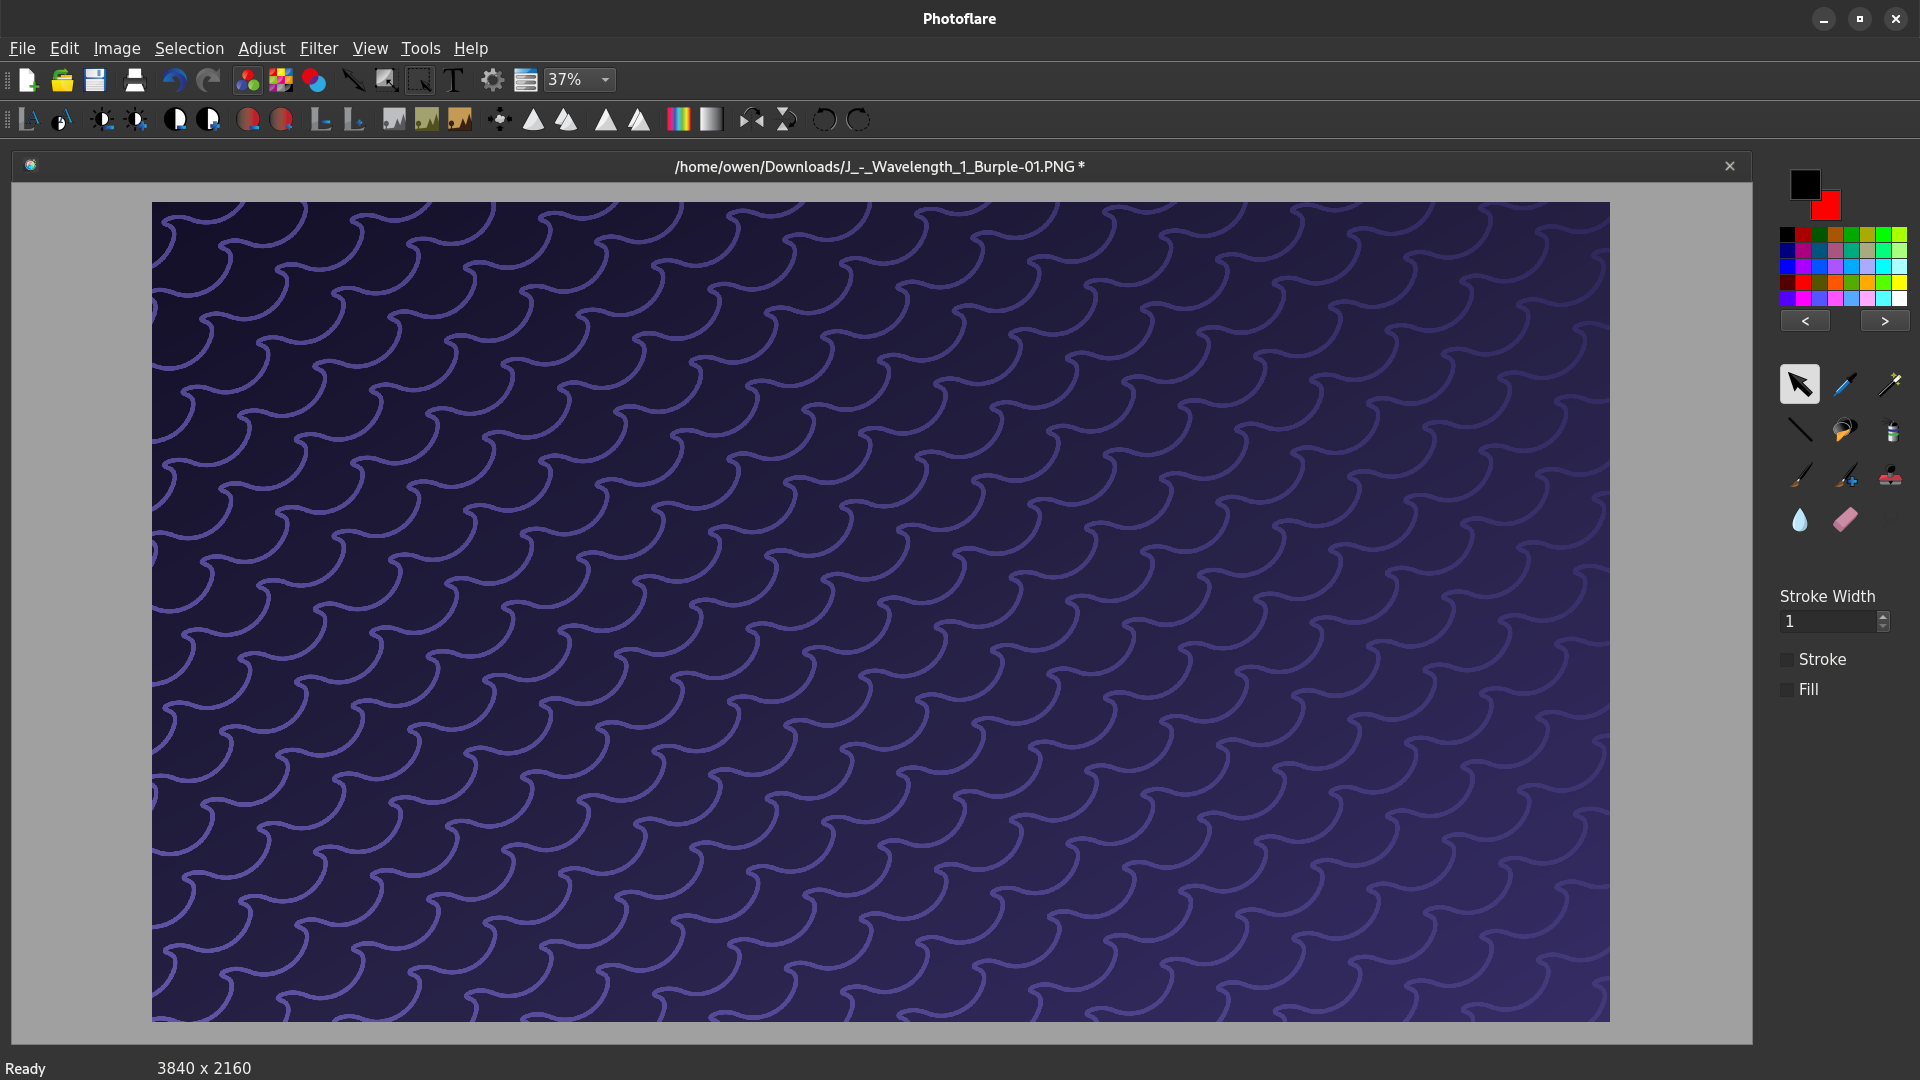 Photoflare
File Edit Image Selection Adjust Filter View Tools Help
T 37%
/home/owen/Downloads/J_-_Wavelength_1_Burple-01.PNG *
< >
Stroke Width
1
Stroke
Fill
Ready 3840 x 2160